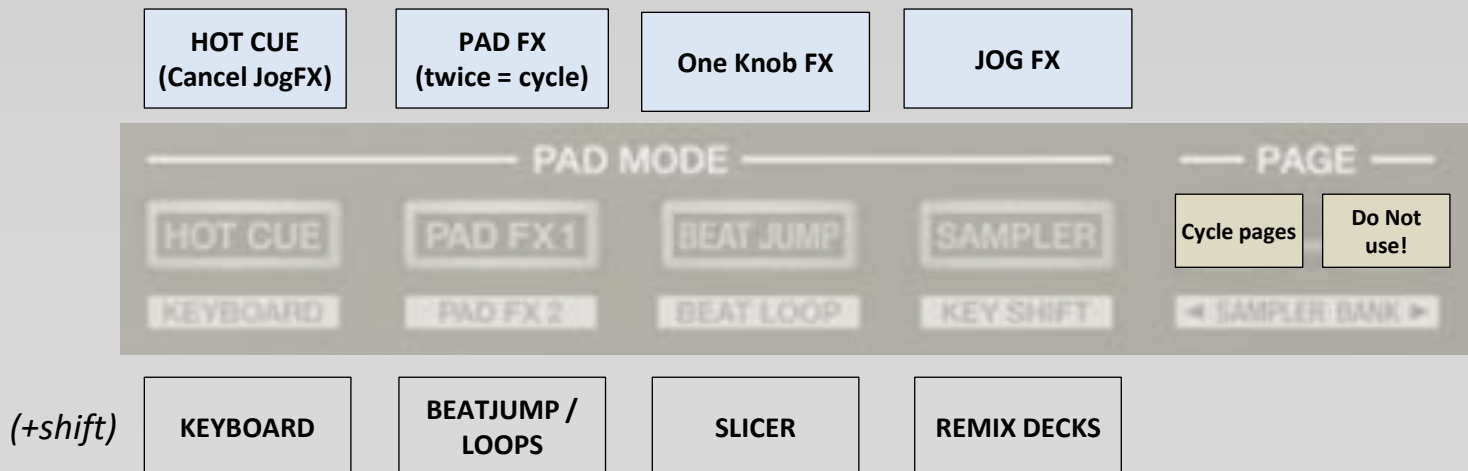 HOT CUE
(Cancel JogFX)
PAD FX
(twice = cycle)
One Knob FX
JOG FX
PAD MODE
PAGE
HOT CUE
PAD FX1
BEAT JUMP
SAMPLER
Cycle pages
Do Not
use!
KEYBOARD
PAD FX 2
BEAT LOOP
KEY SHIFT
◄ SAMPLER BANK ►
(+shift)
KEYBOARD
BEATJUMP /
LOOPS
SLICER
REMIX DECKS